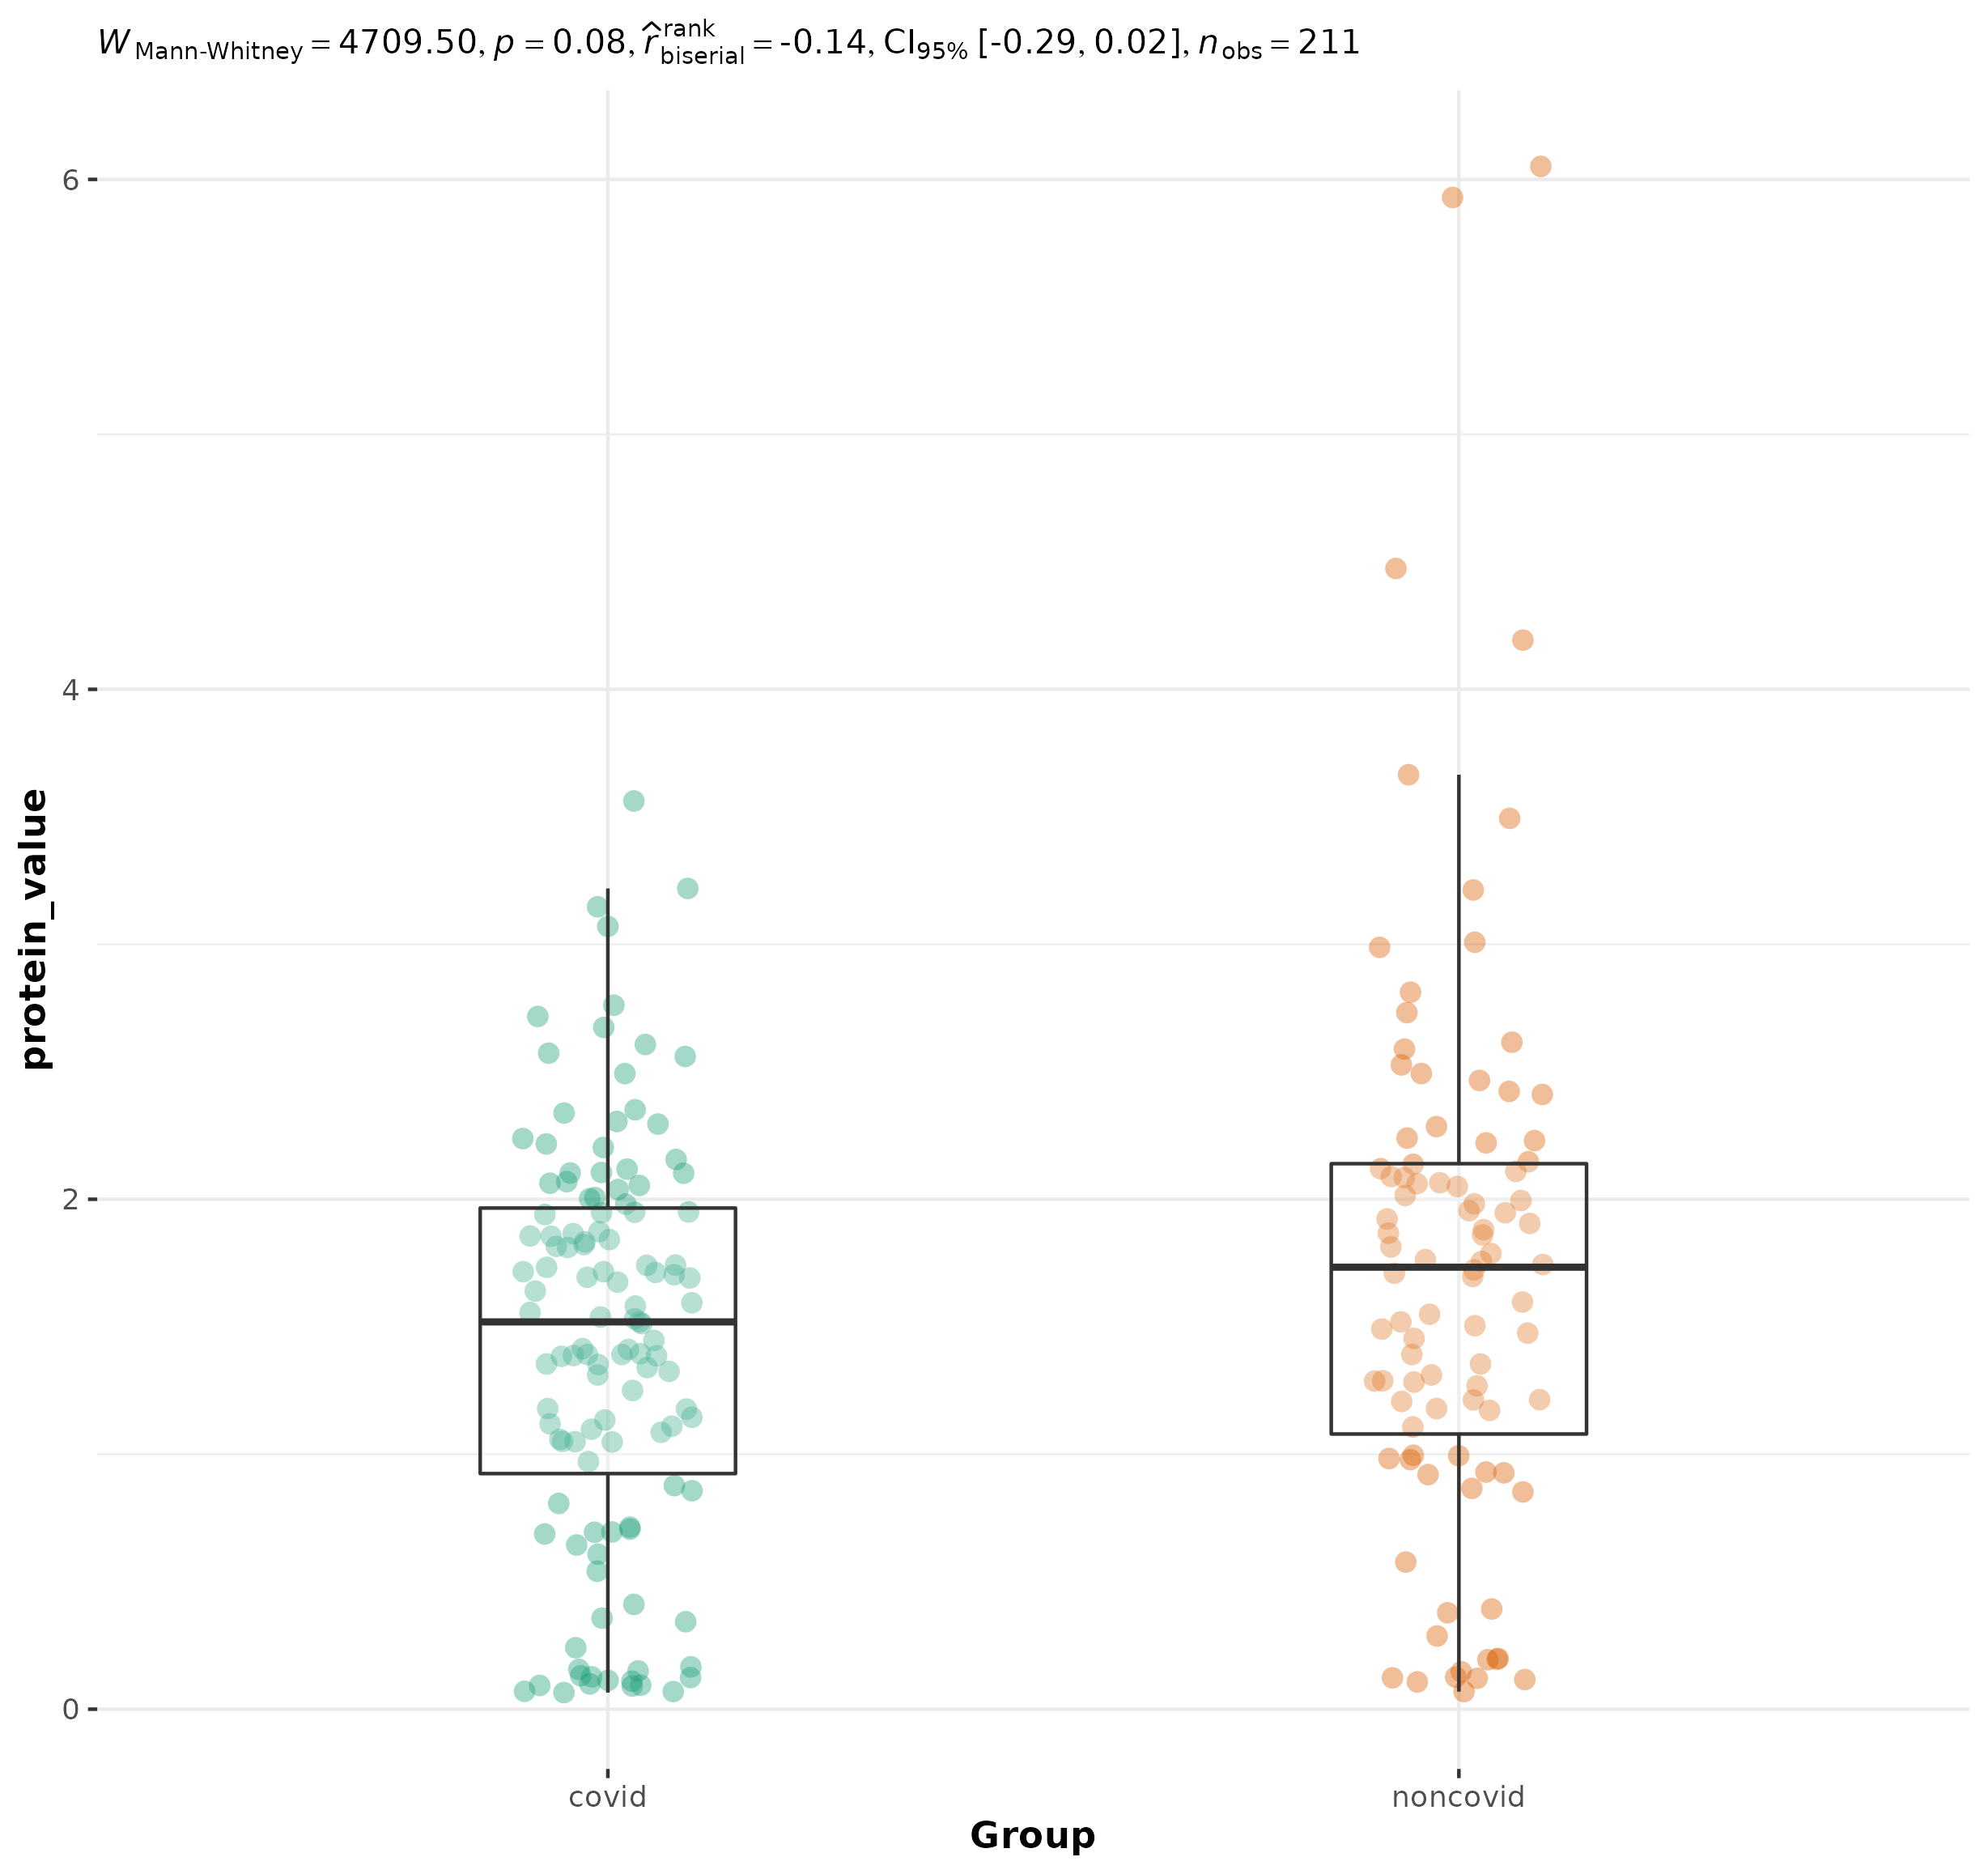 W Mann-Whitney = 4709.50, p = 0.08, r̂ rank biserial = -0.14, CI95% [-0.29, 0.02], nobs = 211
6
4
2
0
protein_value
covid noncovid
Group